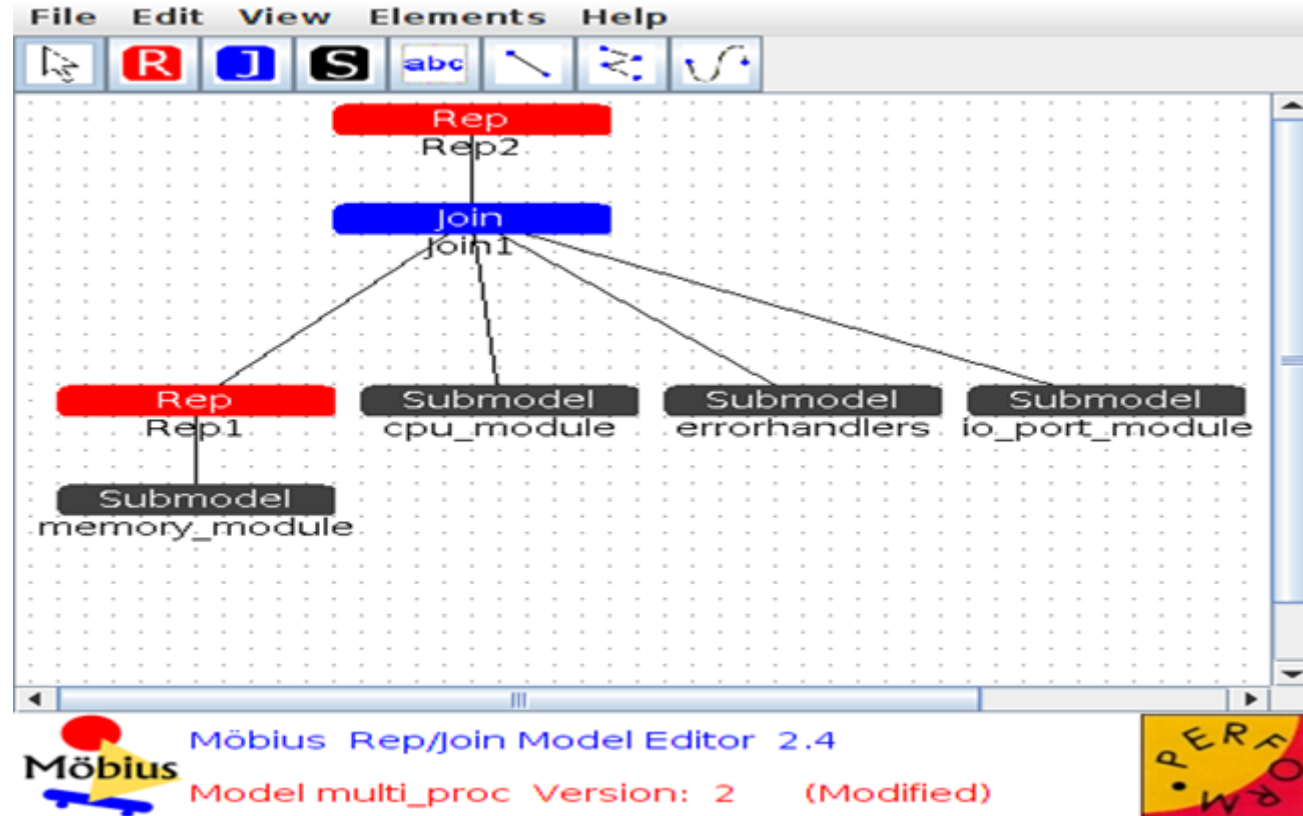 File Edit View Elements Help
R J S abc
Rep
Rep2
Join
Join1
Rep Submodel Submodel Submodel
Rep1 cpu_module errorhandlers io_port_module
Submodel
memory_module
Möbius Möbius Rep/Join Model Editor 2.4
Model multi_proc Version: 2 (Modified)
PERFORM